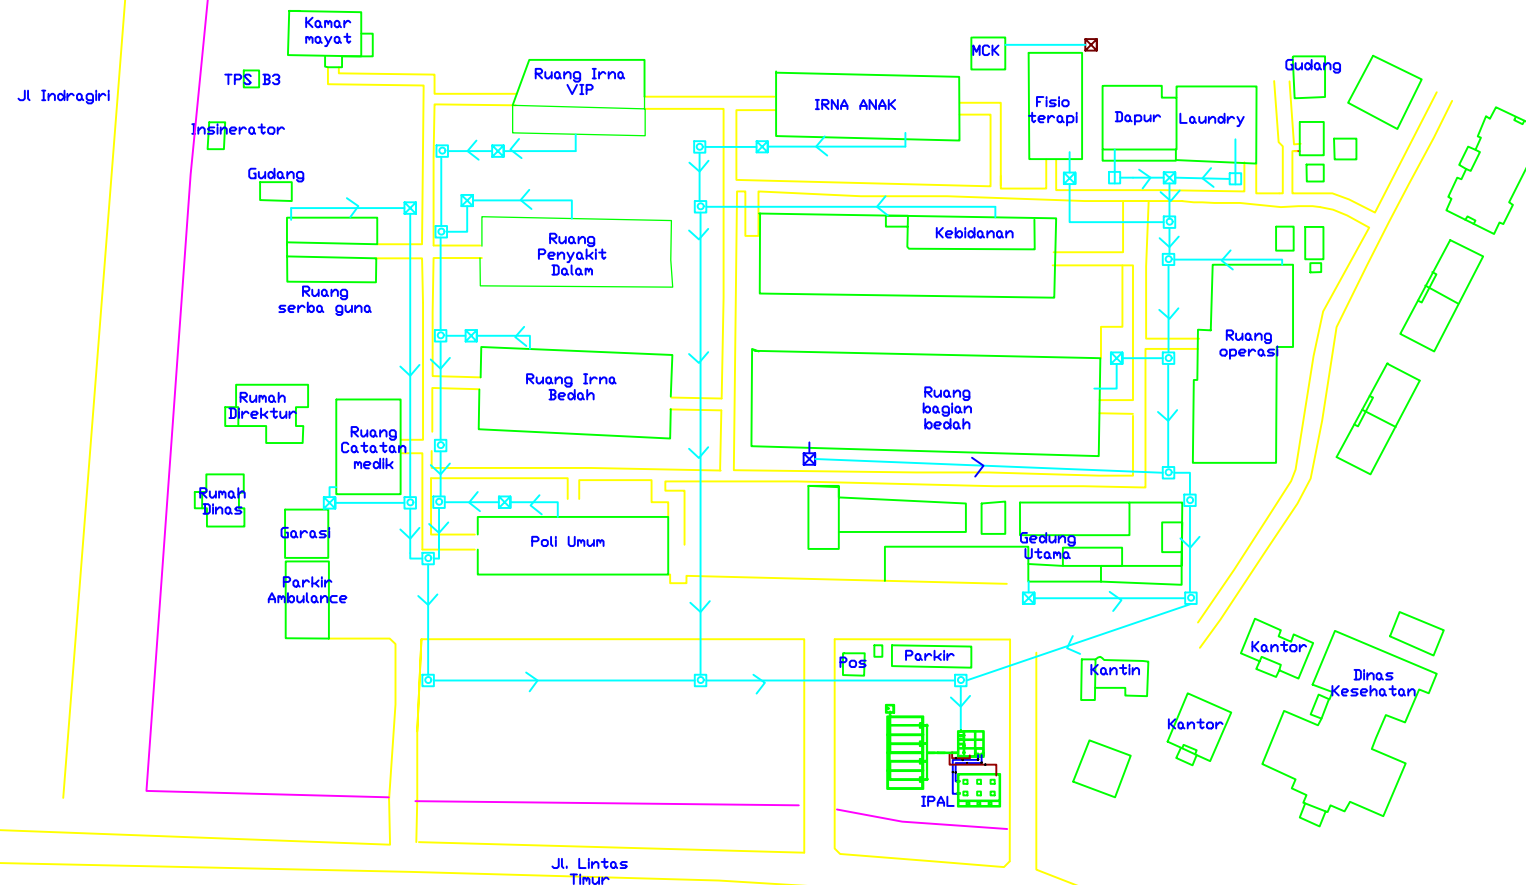 Kamar
mayat
MCK
Gudang
TPS B3
Ruang Irna
VIP
Jl Indragiri
IRNA ANAK
Fisio
terapi
Dapur
Laundry
Insinerator
Gudang
Kebidanan
Ruang
Penyakit
Dalam
Ruang
serba guna
Ruang
operasi
Ruang Irna
Bedah
Rumah
Direktur
Ruang
bagian
bedah
Ruang
Catatan
medik
Rumah
Dinas
Garasi
Poli Umum
Gedung
Utama
Parkir
Ambulance
Pos
Parkir
Kantin
Kantor
Dinas
Kesehatan
Kantor
IPAL
Jl. Lintas
Timur